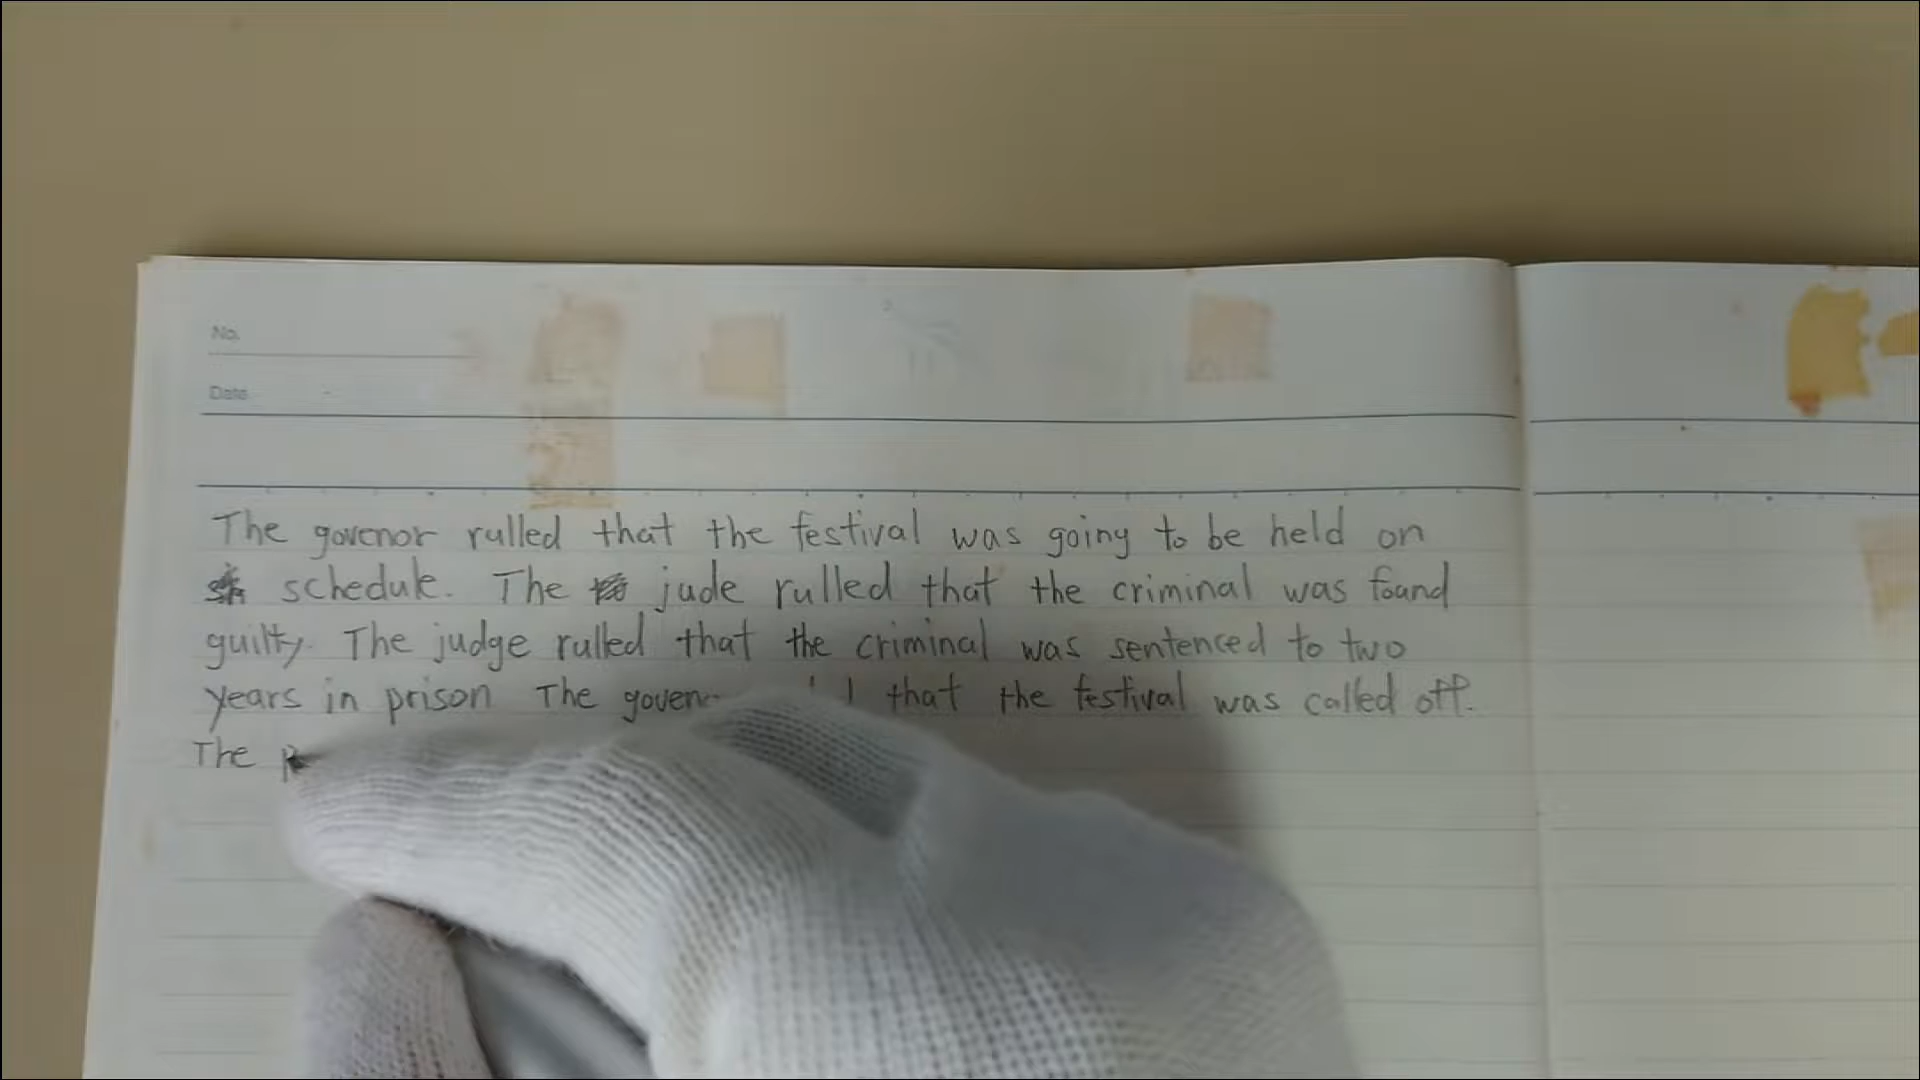 No.
Date
The govenor rulled that the festival was going to be held on
schedule. The jude rulled that the criminal was found
guilty. The judge rulled that the criminal was sentenced to two
years in prison The that the festival was called off.
The